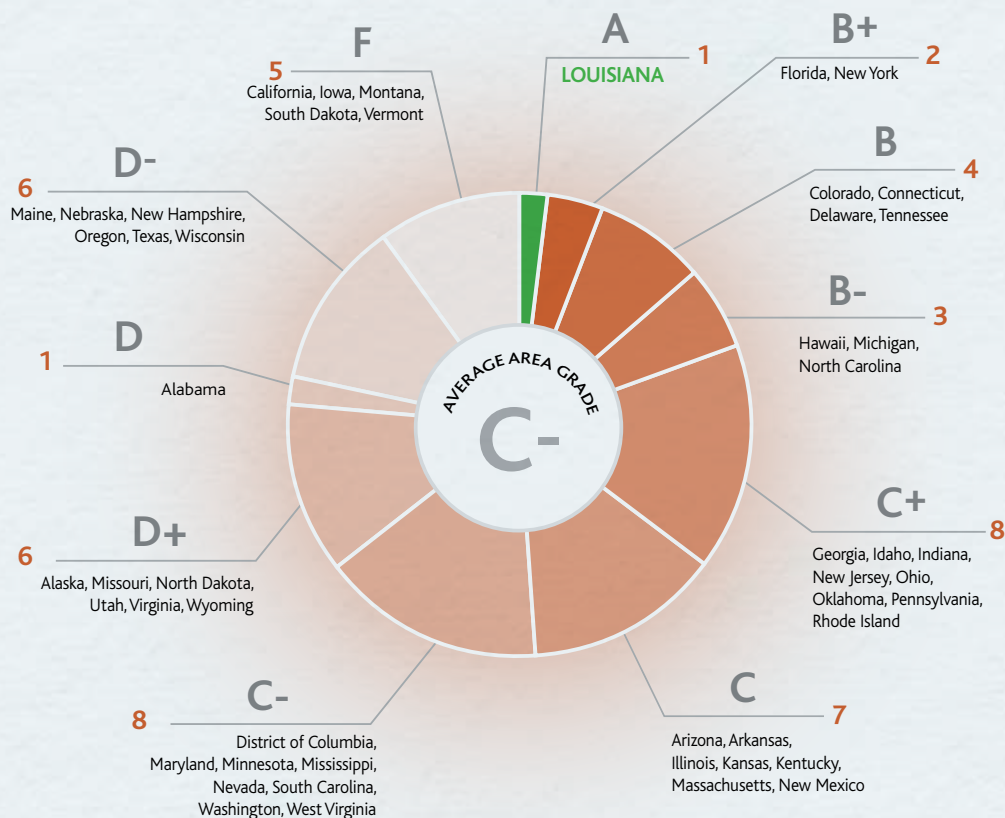 A
1
LOUISIANA
B+
2
Florida, New York
B
4
Colorado, Connecticut,
Delaware, Tennessee
B-
3
Hawaii, Michigan,
North Carolina
C+
8
Georgia, Idaho, Indiana,
New Jersey, Ohio,
Oklahoma, Pennsylvania,
Rhode Island
C
7
Arizona, Arkansas,
Illinois, Kansas, Kentucky,
Massachusetts, New Mexico
C-
8
District of Columbia,
Maryland, Minnesota, Mississippi,
Nevada, South Carolina,
Washington, West Virginia
D+
6
Alaska, Missouri, North Dakota,
Utah, Virginia, Wyoming
D
1
Alabama
D-
6
Maine, Nebraska, New Hampshire,
Oregon, Texas, Wisconsin
F
5
California, Iowa, Montana,
South Dakota, Vermont
AVERAGE AREA GRADE
C-